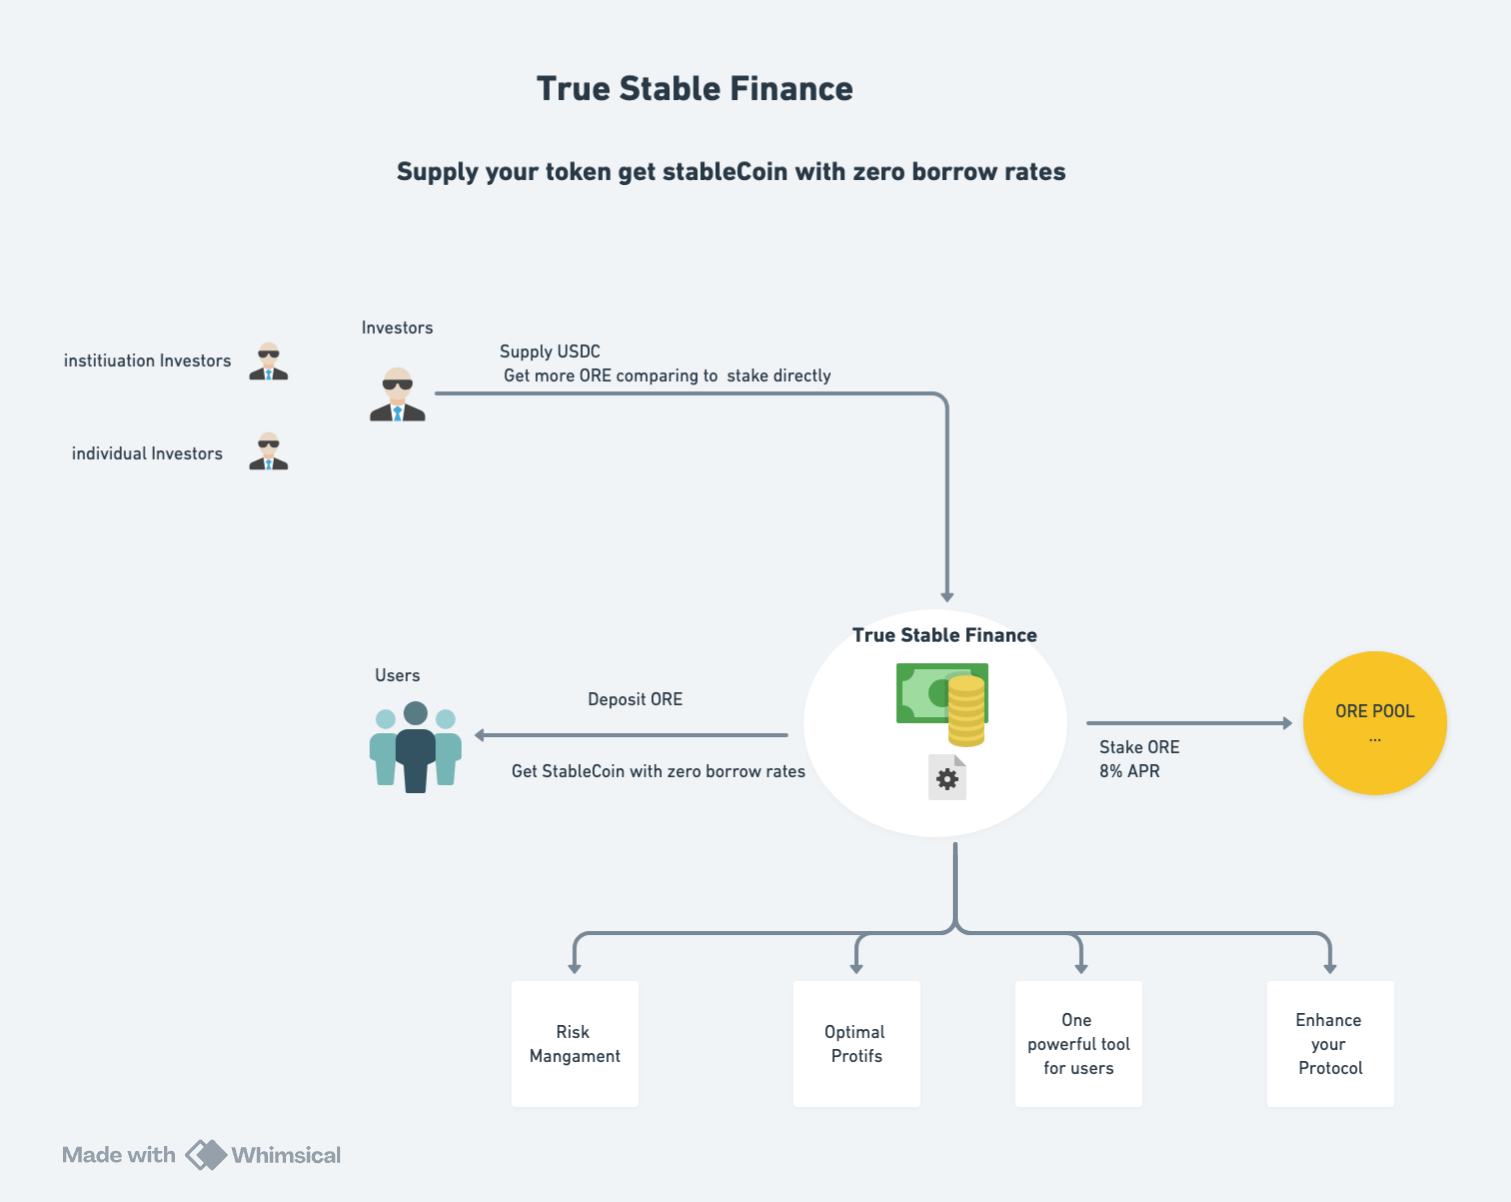 True Stable Finance
Supply your token get stableCoin with zero borrow rates
Investors
instituation Investors
individual Investors
Supply USDC
Get more ORE comparing to stake directly
True Stable Finance
Users
Deposit ORE
Get StableCoin with zero borrow rates
Stake ORE
8% APR
ORE POOL
...
Risk
Mangament
Optimal
Protifs
One
powerful tool
for users
Enhance
your
Protocol
Made with Whimsical